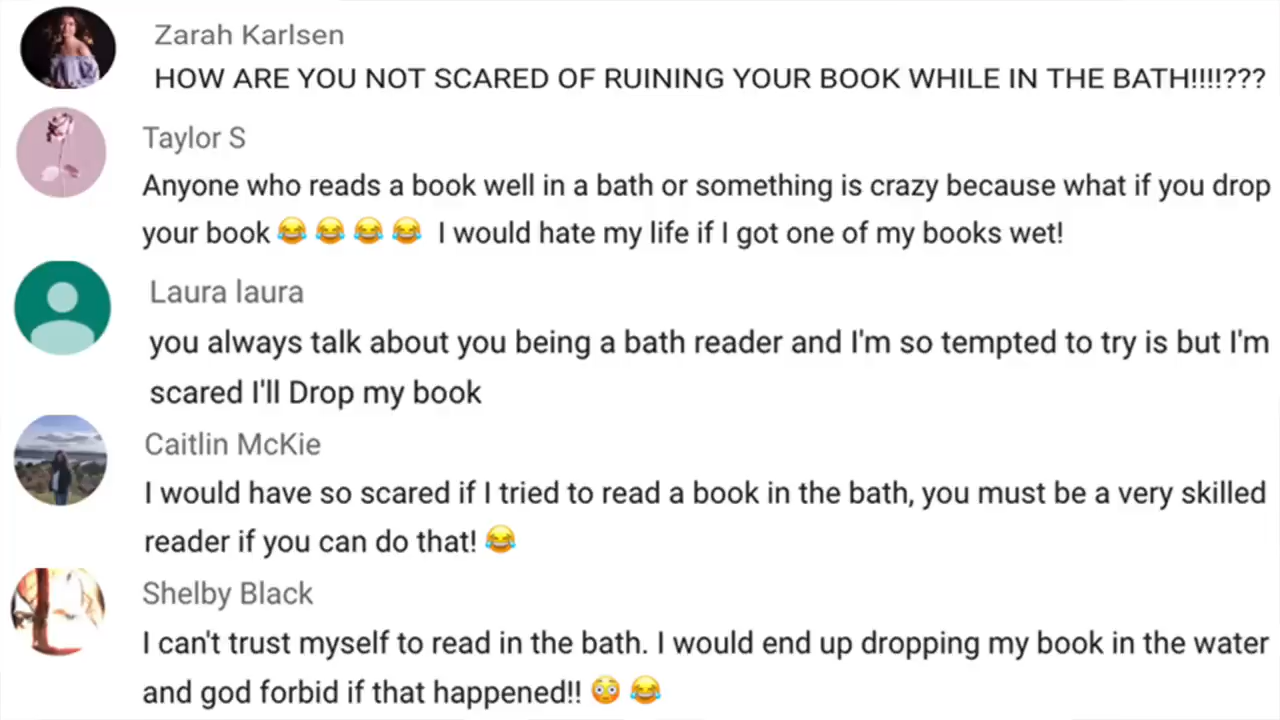 Zarah Karlsen
HOW ARE YOU NOT SCARED OF RUINING YOUR BOOK WHILE IN THE BATH!!!!???
Taylor S
Anyone who reads a book well in a bath or something is crazy because what if you drop
your book 😂 😂 😂 😂 I would hate my life if I got one of my books wet!
Laura laura
you always talk about you being a bath reader and I'm so tempted to try is but I'm
scared I'll Drop my book
Caitlin McKie
I would have so scared if I tried to read a book in the bath, you must be a very skilled
reader if you can do that! 😂
Shelby Black
I can't trust myself to read in the bath. I would end up dropping my book in the water
and god forbid if that happened!! 😳 😂